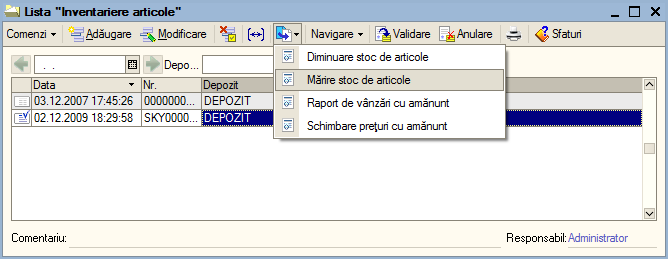 Lista "Inventariere articole"
Comenzi Adăugare Modificare Navigare Validare Anulare Sfaturi
. . Depo...
Diminuare stoc de articole
Mărire stoc de articole
Raport de vânzări cu amănunt
Schimbare prețuri cu amănunt
Data Nr. Depozit
03.12.2007 17:45:26 0000000... DEPOZIT
02.12.2009 18:29:58 SKY0000... DEPOZIT
Comentariu: Responsabil: Administrator